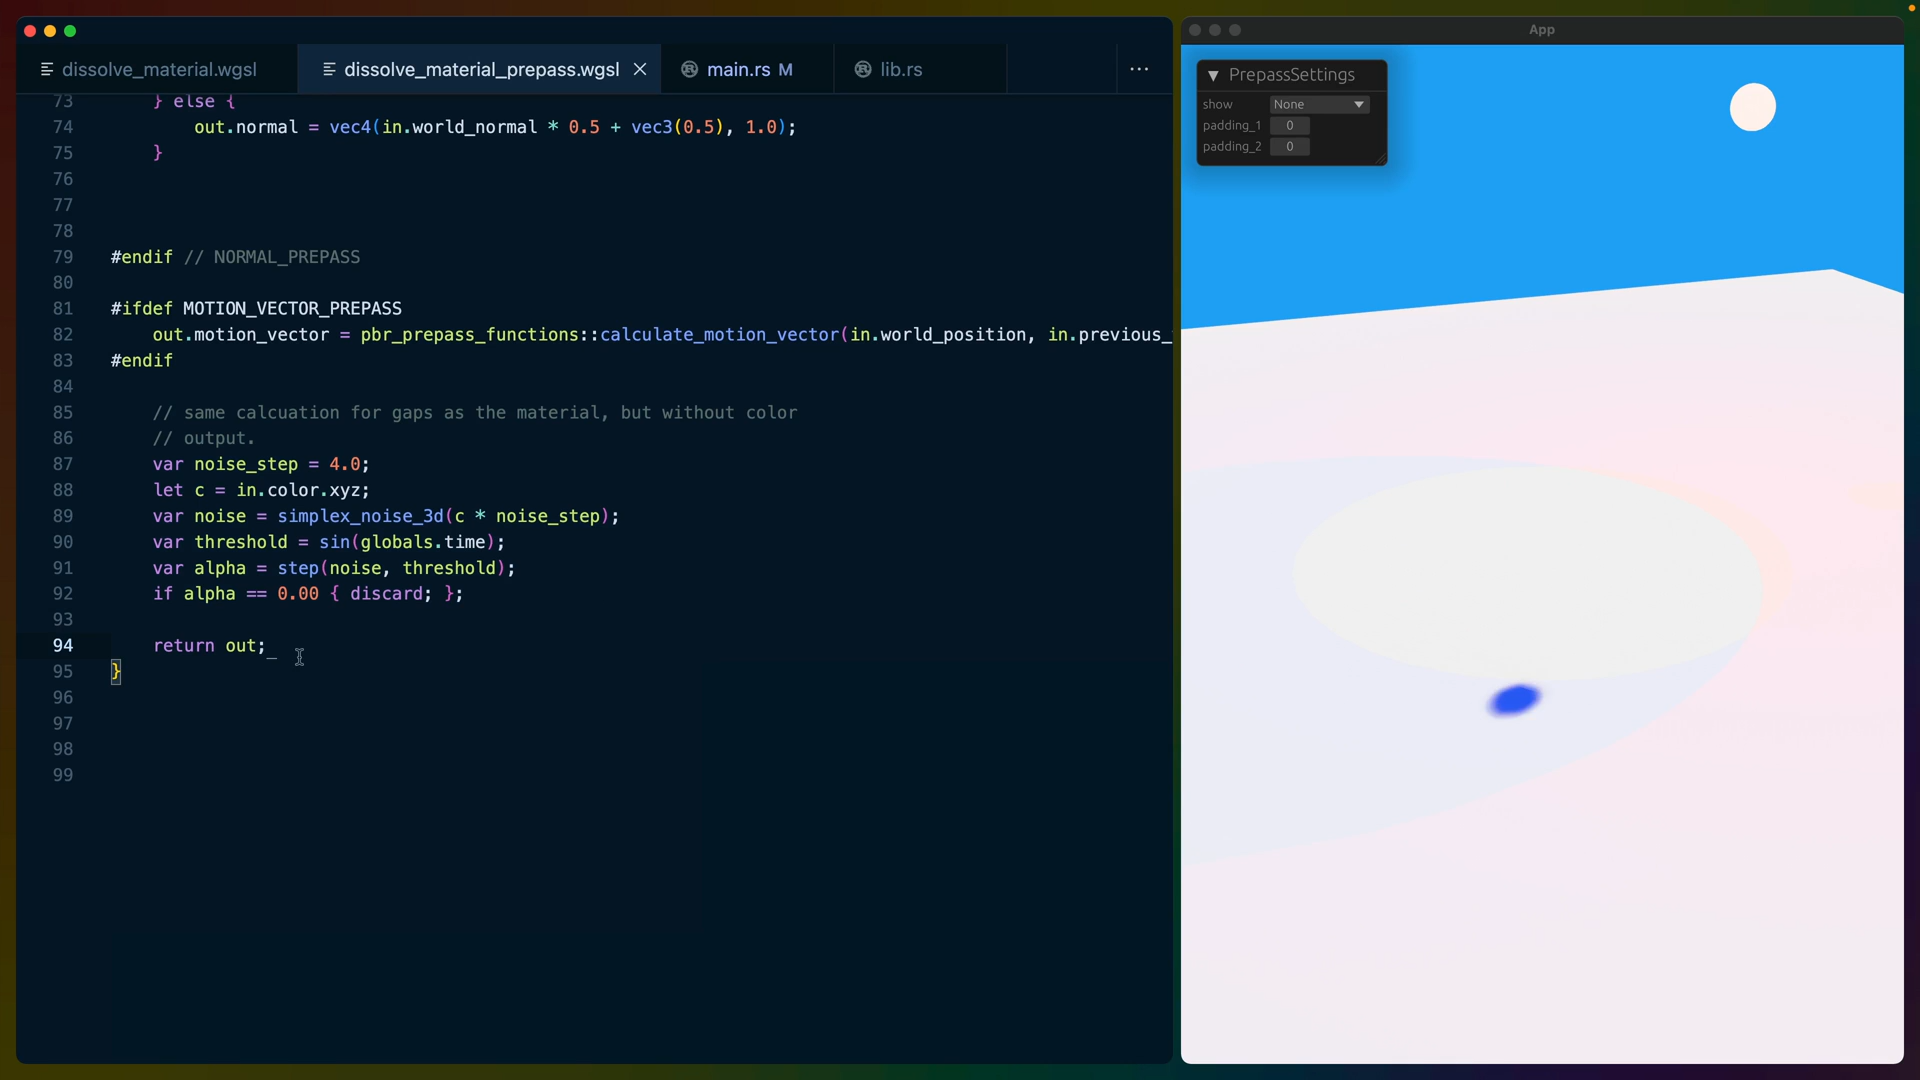 dissolve_material.wgsl
dissolve_material_prepass.wgsl
main.rs M
lib.rs
73 } else {
74 out.normal = vec4(in.world_normal * 0.5 + vec3(0.5), 1.0);
75 }
76
77
78
79 #endif // NORMAL_PREPASS
80
81 #ifdef MOTION_VECTOR_PREPASS
82 out.motion_vector = pbr_prepass_functions::calculate_motion_vector(in.world_position, in.previous_
83 #endif
84
85 // same calcuation for gaps as the material, but without color
86 // output.
87 var noise_step = 4.0;
88 let c = in.color.xyz;
89 var noise = simplex_noise_3d(c * noise_step);
90 var threshold = sin(globals.time);
91 var alpha = step(noise, threshold);
92 if alpha == 0.00 { discard; };
93
94 return out;
95 }
96
97
98
99
App
PrepassSettings
show None
padding_1 0
padding_2 0